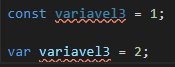 const variavel3 = 1;
var variavel3 = 2;